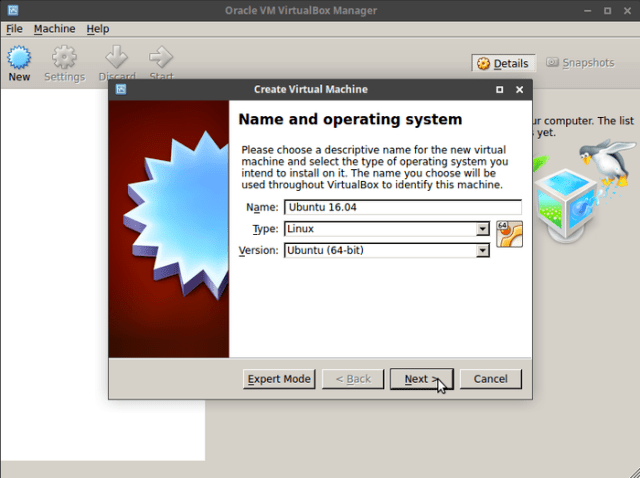 Oracle VM VirtualBox Manager
File Machine Help
New Settings Discard Start
Details Snapshots
Create Virtual Machine
ur computer. The list
yet.
Name and operating system
Please choose a descriptive name for the new virtual
machine and select the type of operating system you
intend to install on it. The name you choose will be
used throughout VirtualBox to identify this machine.
Name: Ubuntu 16.04
Type: Linux
64
Version: Ubuntu (64-bit)
Expert Mode < Back Next > Cancel